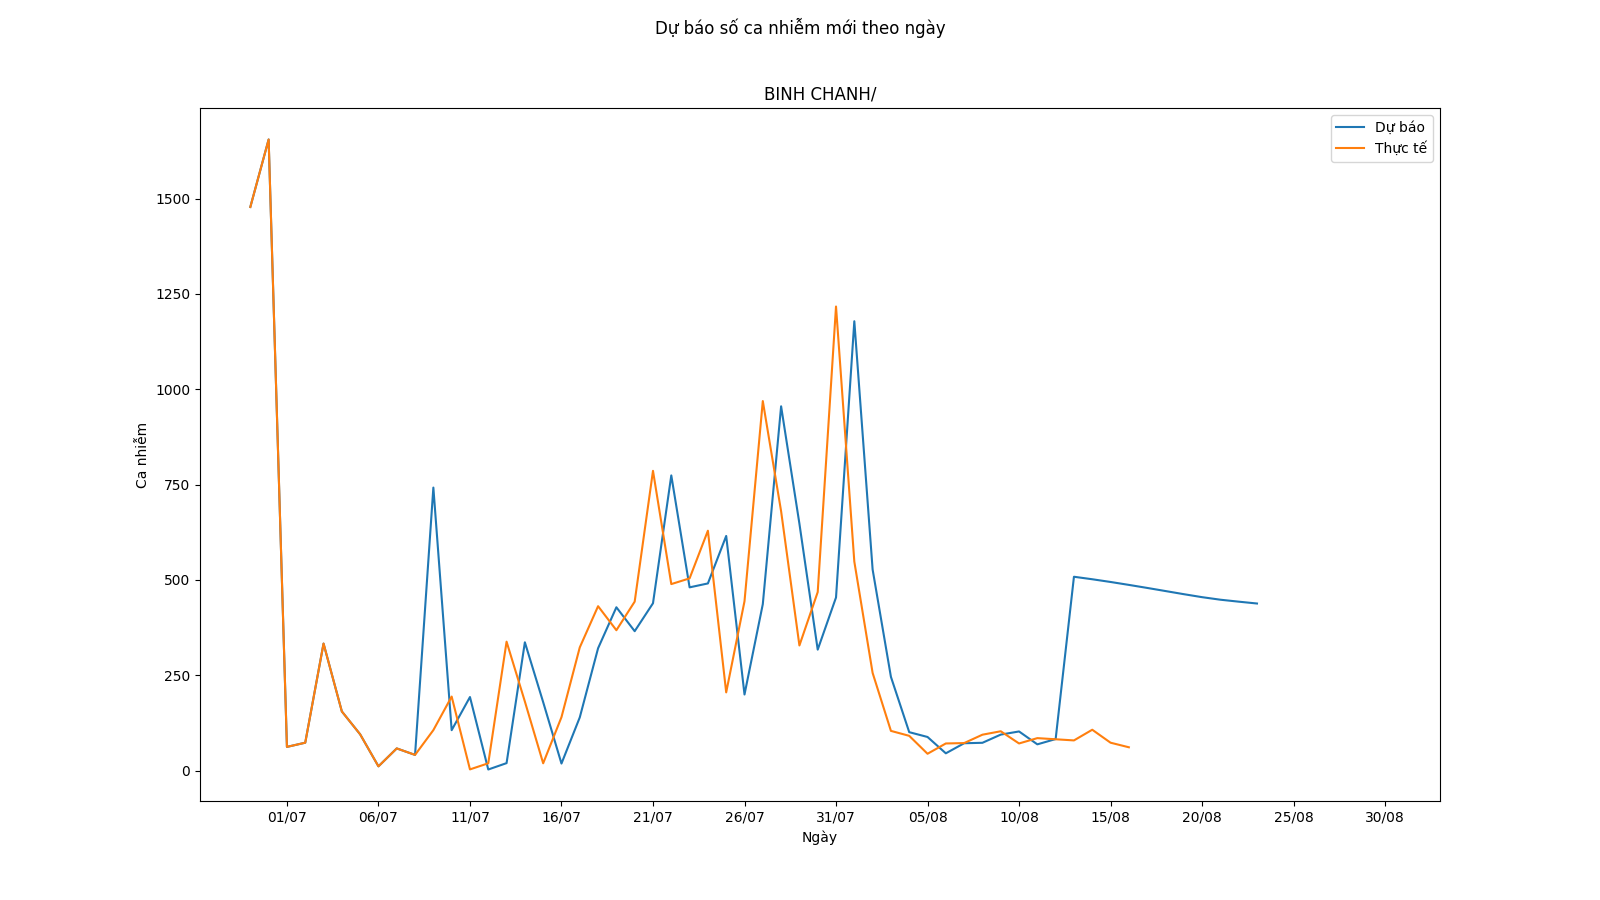 Dự báo số ca nhiễm mới theo ngày
BINH CHANH/
Dự báo
Thực tế
1500
1250
1000
750
500
250
0
Ca nhiễm
01/07 06/07 11/07 16/07 21/07 26/07 31/07 05/08 10/08 15/08 20/08 25/08 30/08
Ngày